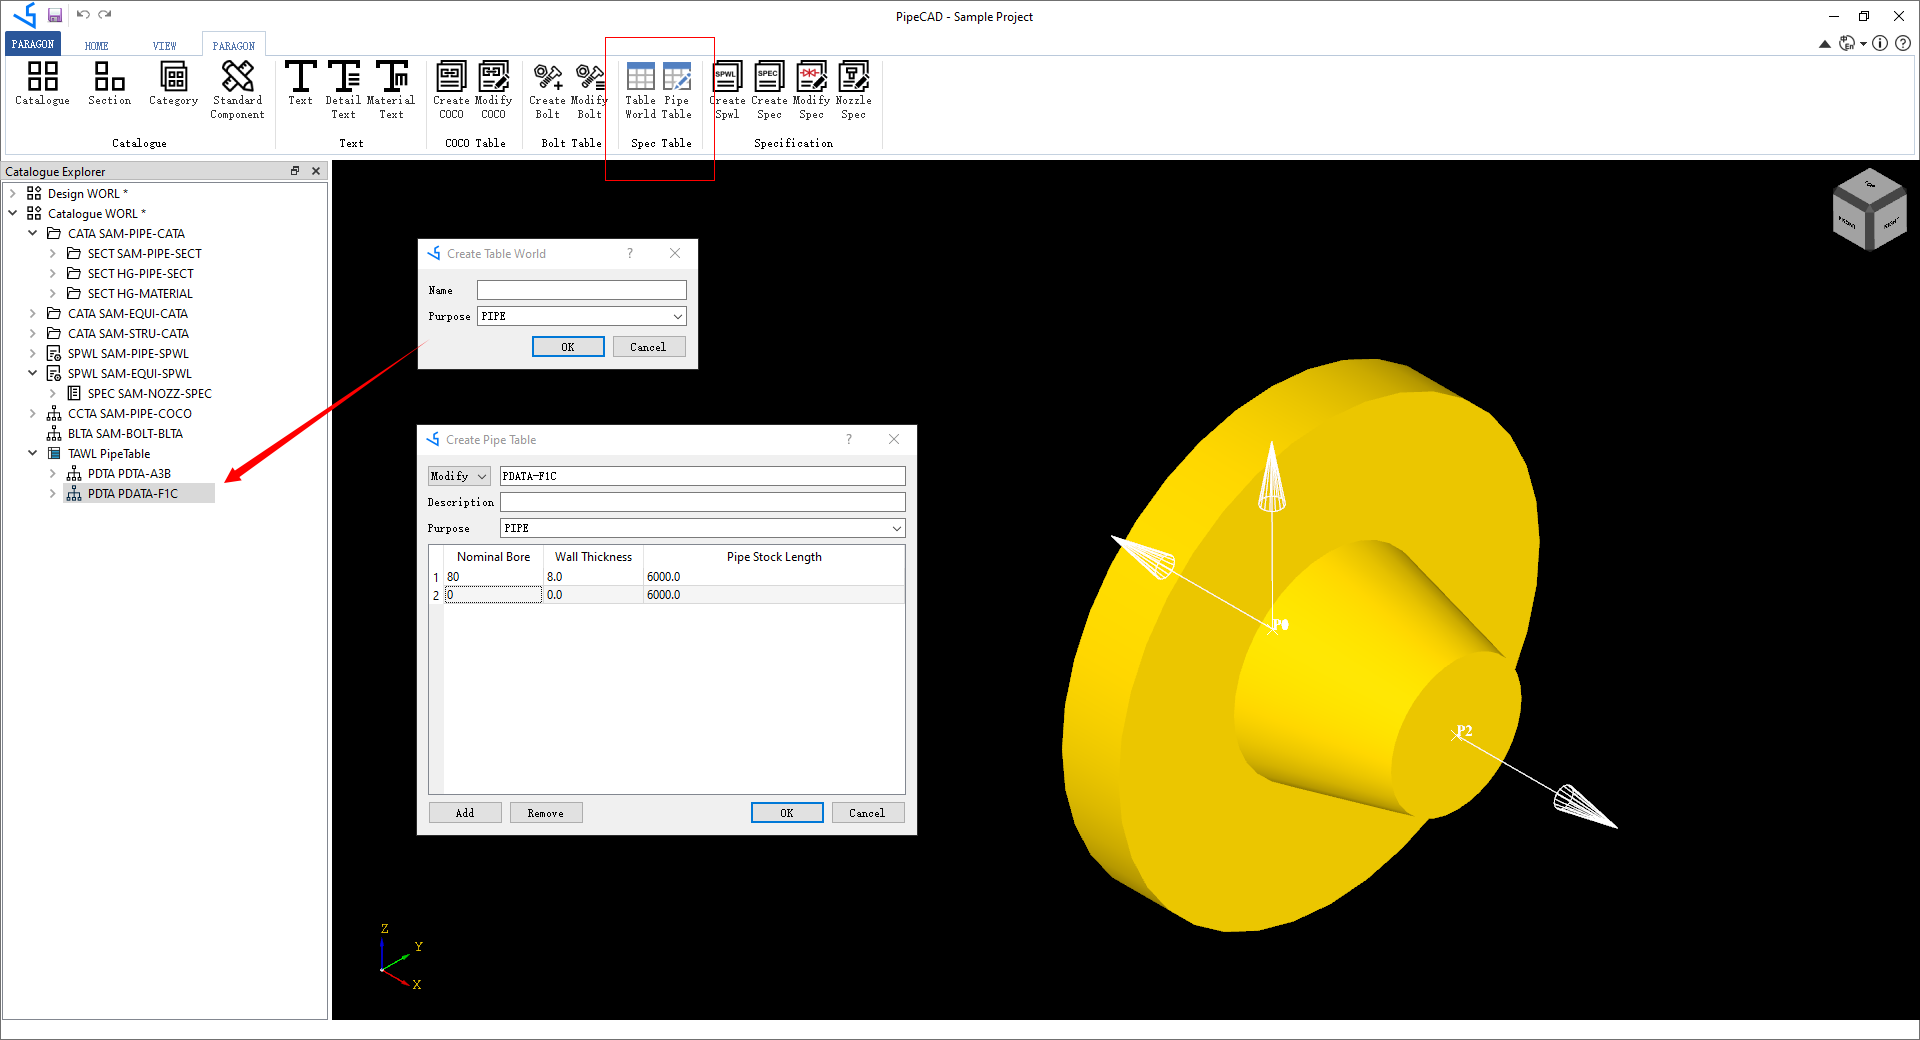 PipeCAD - Sample Project
PARAGON HOME VIEW PARAGON
Catalogue Section Category Standard Component
Catalogue
Text Detail Text Material Text
Text
Create COCO Modify COCO
COCO Table
Create Bolt Modify Bolt
Bolt Table
Table World Pipe Table
Spec Table
Create Spwl Create Spec Modify Spec Nozzle Spec
Specification
SPWL SPEC
En
Catalogue Explorer
Design WORL *
Catalogue WORL *
CATA SAM-PIPE-CATA
SECT SAM-PIPE-SECT
SECT HG-PIPE-SECT
SECT HG-MATERIAL
CATA SAM-EQUI-CATA
CATA SAM-STRU-CATA
SPWL SAM-PIPE-SPWL
SPWL SAM-EQUI-SPWL
SPEC SAM-NOZZ-SPEC
CCTA SAM-PIPE-COCO
BLTA SAM-BOLT-BLTA
TAWL PipeTable
PDTA PDTA-A3B
PDTA PDATA-F1C
Create Table World ?
Name
Purpose PIPE
OK Cancel
Create Pipe Table ?
Modify PDATA-F1C
Description
Purpose PIPE
Nominal Bore Wall Thickness Pipe Stock Length
1 80 8.0 6000.0
2 0 0.0 6000.0
Add Remove OK Cancel
TOP
FRONT RIGHT
P2
Z
Y
X